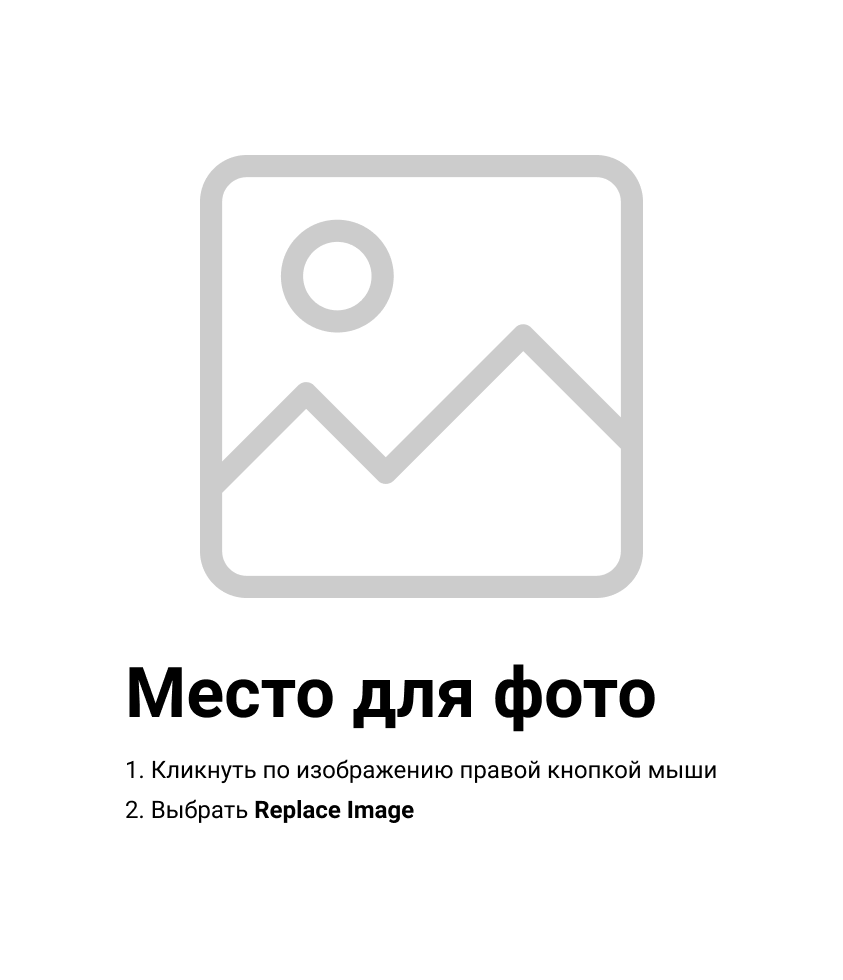 Место для фото
1. Кликнуть по изображению правой кнопкой мыши
2. Выбрать Replace Image